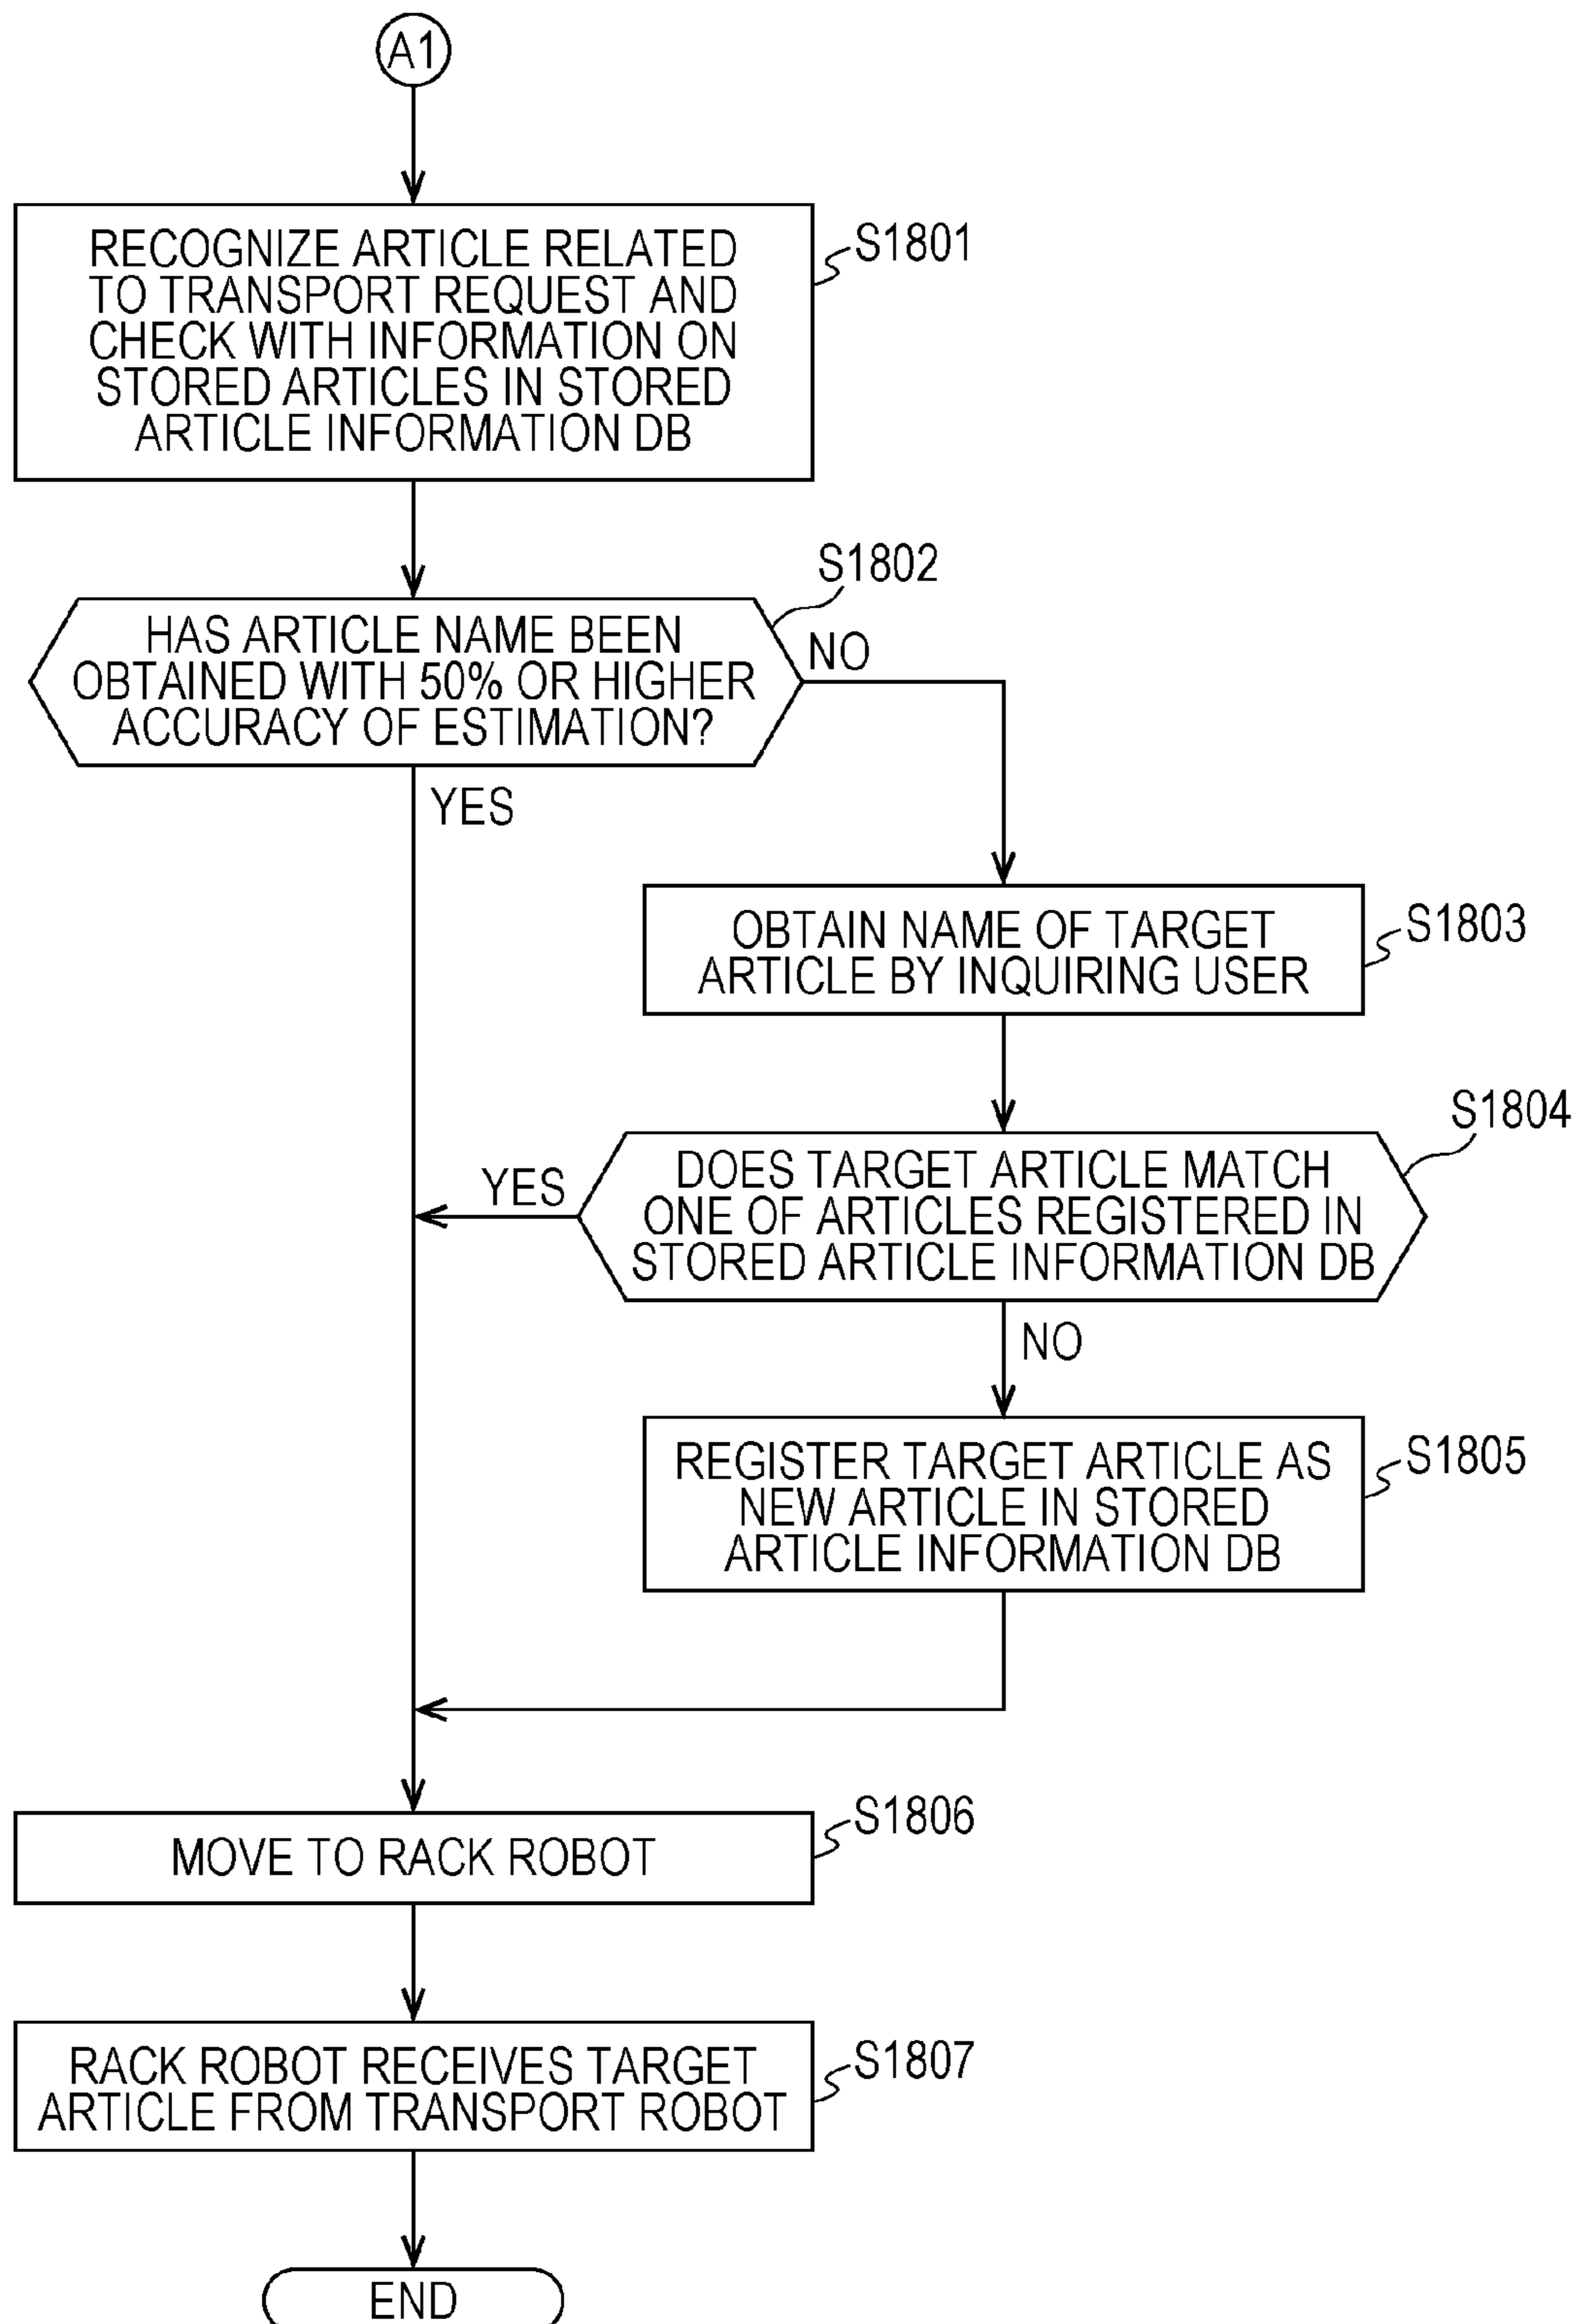 A1
RECOGNIZE ARTICLE RELATED
TO TRANSPORT REQUEST AND
CHECK WITH INFORMATION ON
STORED ARTICLES IN STORED
ARTICLE INFORMATION DB
S1801
S1802
HAS ARTICLE NAME BEEN
OBTAINED WITH 50% OR HIGHER
ACCURACY OF ESTIMATION?
NO
YES
OBTAIN NAME OF TARGET
ARTICLE BY INQUIRING USER
S1803
S1804
DOES TARGET ARTICLE MATCH
ONE OF ARTICLES REGISTERED IN
STORED ARTICLE INFORMATION DB
YES
NO
REGISTER TARGET ARTICLE AS
NEW ARTICLE IN STORED
ARTICLE INFORMATION DB
S1805
MOVE TO RACK ROBOT
S1806
RACK ROBOT RECEIVES TARGET
ARTICLE FROM TRANSPORT ROBOT
S1807
END